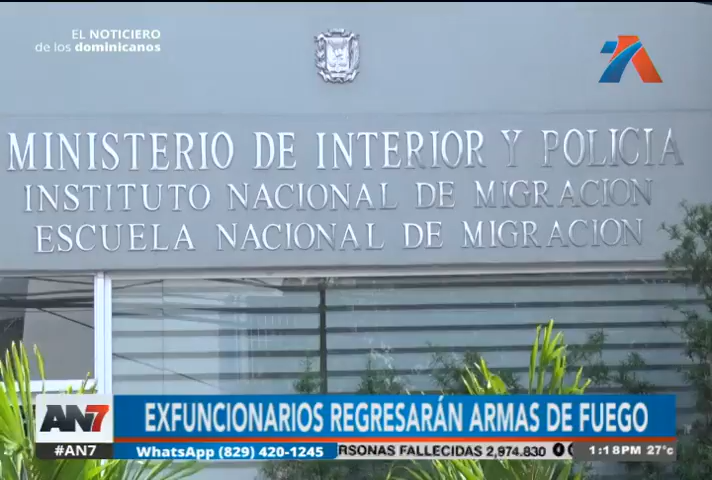 EL NOTICIERO
de los dominicanos
MINISTERIO DE INTERIOR Y POLICIA
INSTITUTO NACIONAL DE MIGRACION
ESCUELA NACIONAL DE MIGRACION
AN7
EXFUNCIONARIOS REGRESARÁN ARMAS DE FUEGO
#AN7
WhatsApp (829) 420-1245
PERSONAS FALLECIDAS 2,974.830
1:18PM 27°c